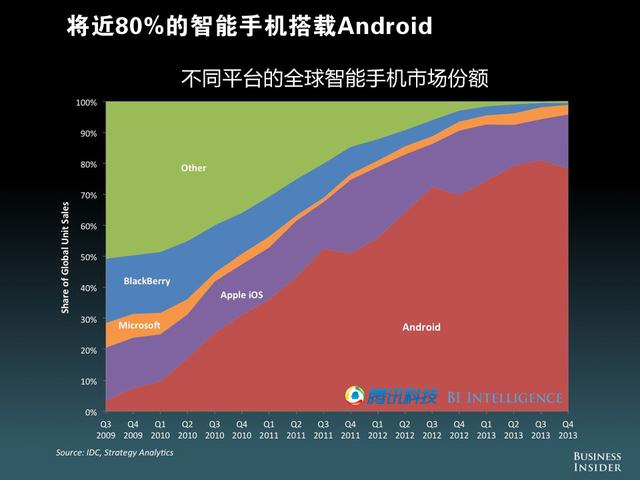 将近80%的智能手机搭载Android
不同平台的全球智能手机市场份额
Share of Global Unit Sales
100%
90%
80%
70%
60%
50%
40%
30%
20%
10%
0%
Other
BlackBerry
Microsoft
Apple iOS
Android
腾讯科技 BI INTELLIGENCE
Q3 Q4 Q1 Q2 Q3 Q4 Q1 Q2 Q3 Q4 Q1 Q2 Q3 Q4 Q1 Q2 Q3 Q4
2009 2009 2010 2010 2010 2010 2011 2011 2011 2011 2012 2012 2012 2012 2013 2013 2013 2013
Source: IDC, Strategy Analytics
BUSINESS
INSIDER